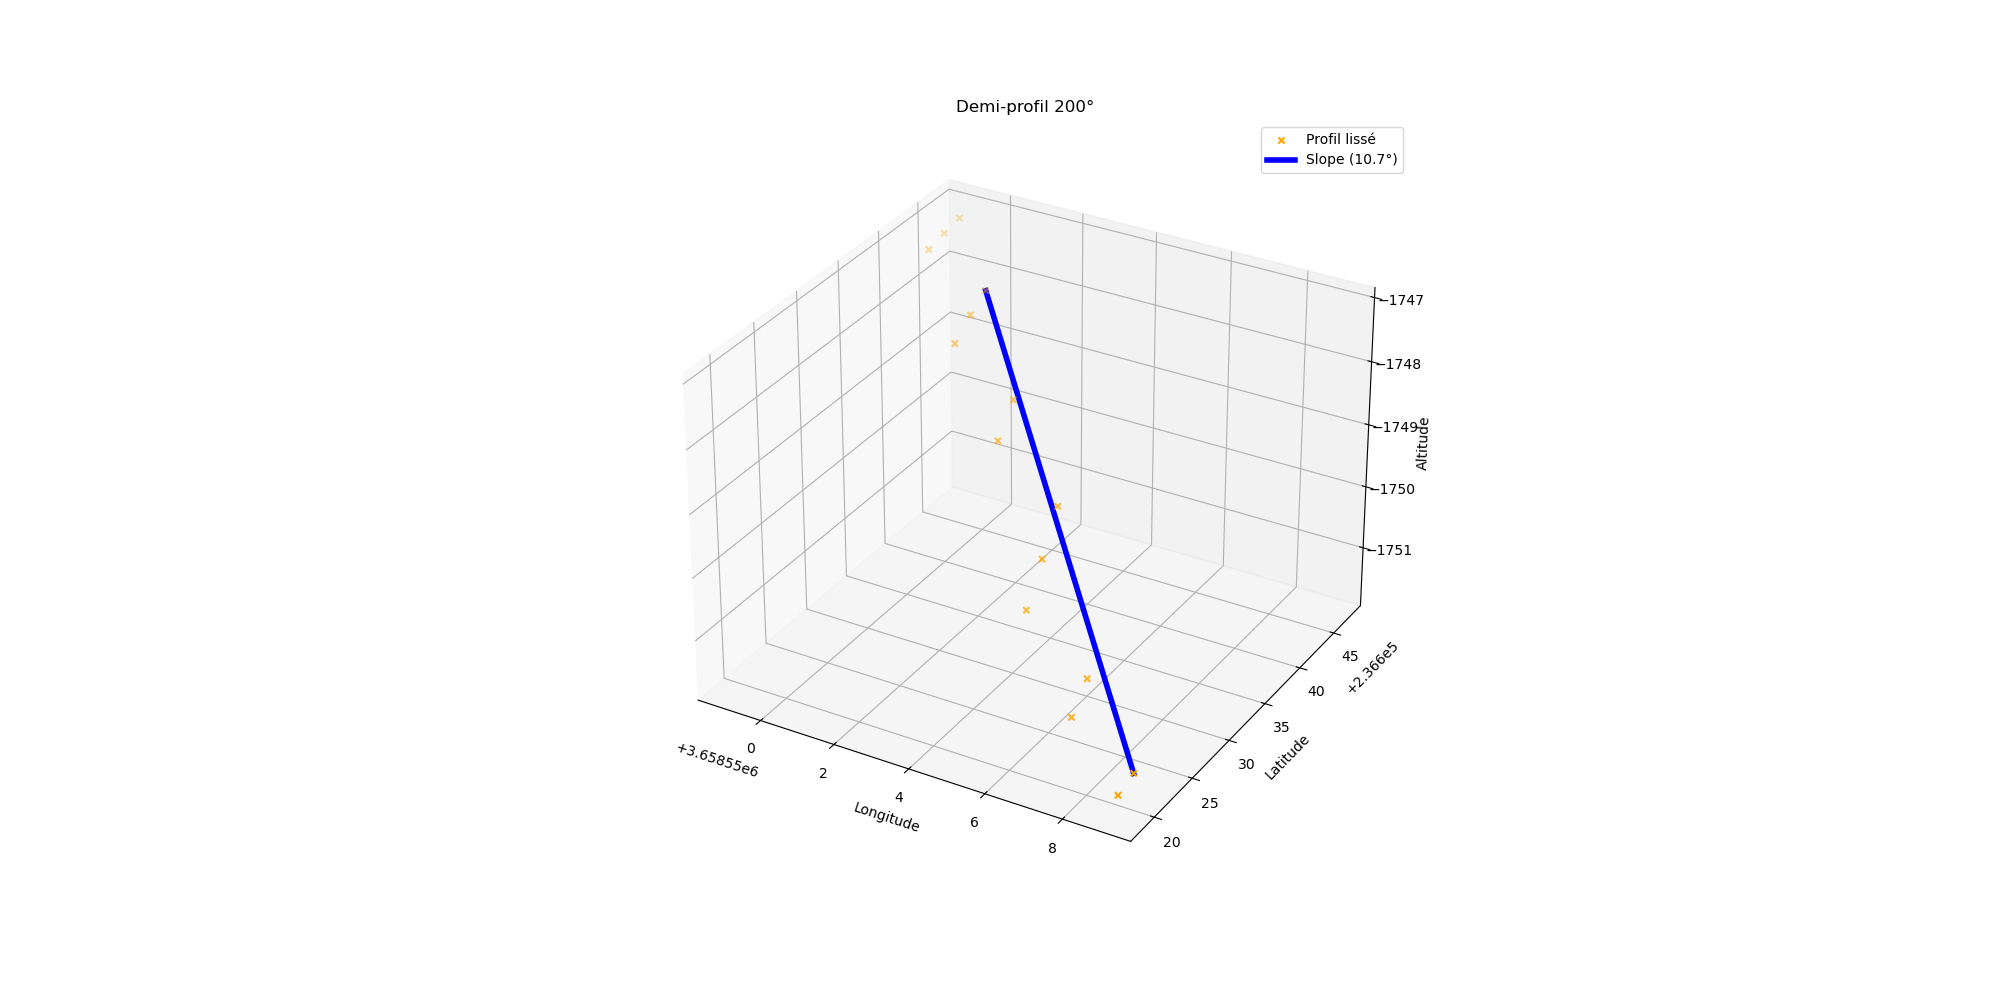 Demi-profil 200°
Profil lissé
Slope (10.7°)
−1747
−1748
−1749
−1750
−1751
Altitude
45
40
35
30
25
20
+2.366e5
Latitude
0
2
4
6
8
+3.65855e6
Longitude